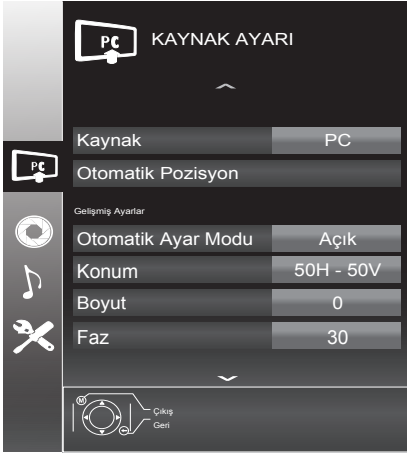 PC KAYNAK AYARI
Kaynak PC
PC
Otomatik Pozisyon
Gelişmiş Ayarlar
Otomatik Ayar Modu Açık
Konum 50H - 50V
Boyut 0
Faz 30
M
Çıkış
Geri